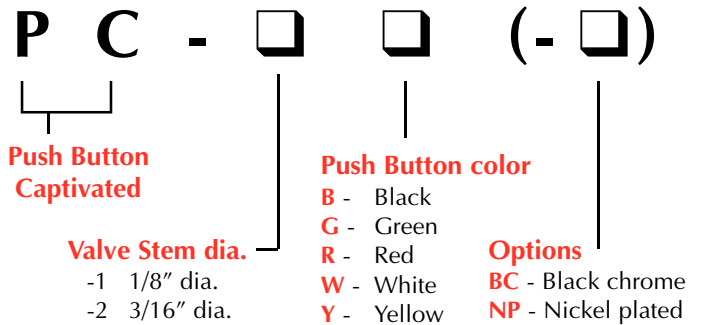 P C - ❑ ❑ (- ❑)
Push Button
Captivated
Valve Stem dia.
-1 1/8" dia.
-2 3/16" dia.
Push Button color
B - Black
G - Green
R - Red
W - White
Y - Yellow
Options
BC - Black chrome
NP - Nickel plated